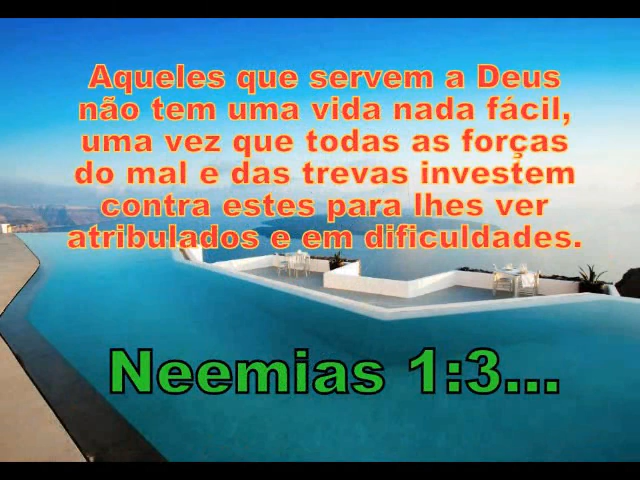 Aqueles que servem a Deus
não tem uma vida nada fácil,
uma vez que todas as forças
do mal e das trevas investem
contra estes para lhes ver
atribulados e em dificuldades.
Neemias 1:3...